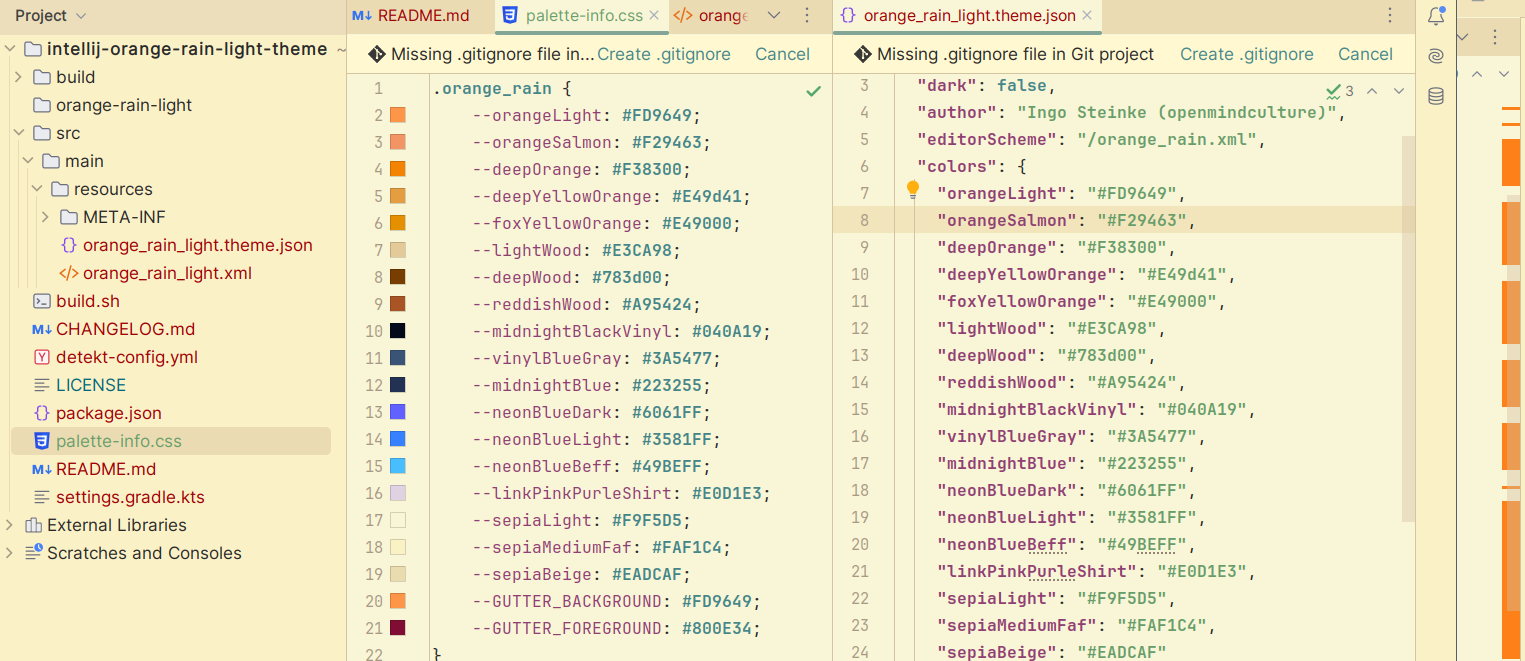 Project
intellij-orange-rain-light-theme ~
build
orange-rain-light
src
main
resources
META-INF
orange_rain_light.theme.json
orange_rain_light.xml
build.sh
CHANGELOG.md
detekt-config.yml
LICENSE
package.json
palette-info.css
README.md
settings.gradle.kts
External Libraries
Scratches and Consoles
README.md palette-info.css orange
Missing .gitignore file in... Create .gitignore Cancel
1 .orange_rain {
2 --orangeLight: #FD9649;
3 --orangeSalmon: #F29463;
4 --deepOrange: #F38300;
5 --deepYellowOrange: #E49d41;
6 --foxYellowOrange: #E49000;
7 --lightWood: #E3CA98;
8 --deepWood: #783d00;
9 --reddishWood: #A95424;
10 --midnightBlackVinyl: #040A19;
11 --vinylBlueGray: #3A5477;
12 --midnightBlue: #223255;
13 --neonBlueDark: #6061FF;
14 --neonBlueLight: #3581FF;
15 --neonBlueBeff: #49BEFF;
16 --linkPinkPurleShirt: #E0D1E3;
17 --sepiaLight: #F9F5D5;
18 --sepiaMediumFaf: #FAF1C4;
19 --sepiaBeige: #EADCAF;
20 --GUTTER_BACKGROUND: #FD9649;
21 --GUTTER_FOREGROUND: #800E34;
22 }
orange_rain_light.theme.json
Missing .gitignore file in Git project Create .gitignore Cancel
3 "dark": false, 3
4 "author": "Ingo Steinke (openmindculture)",
5 "editorScheme": "/orange_rain.xml",
6 "colors": {
7 "orangeLight": "#FD9649",
8 "orangeSalmon": "#F29463",
9 "deepOrange": "#F38300",
10 "deepYellowOrange": "#E49d41",
11 "foxYellowOrange": "#E49000",
12 "lightWood": "#E3CA98",
13 "deepWood": "#783d00",
14 "reddishWood": "#A95424",
15 "midnightBlackVinyl": "#040A19",
16 "vinylBlueGray": "#3A5477",
17 "midnightBlue": "#223255",
18 "neonBlueDark": "#6061FF",
19 "neonBlueLight": "#3581FF",
20 "neonBlueBeff": "#49BEFF",
21 "linkPinkPurleShirt": "#E0D1E3",
22 "sepiaLight": "#F9F5D5",
23 "sepiaMediumFaf": "#FAF1C4",
24 "sepiaBeige": "#EADCAF"